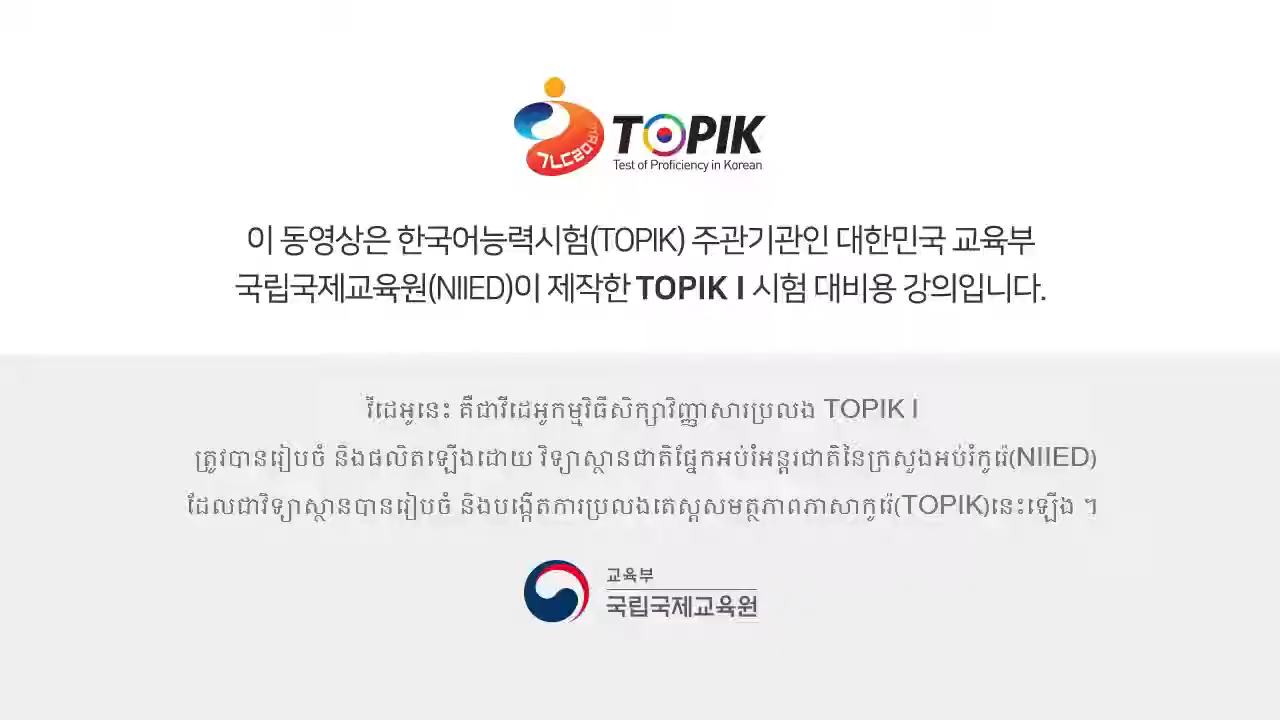 TOPIK
Test of Proficiency in Korean
이 동영상은 한국어능력시험(TOPIK) 주관기관인 대한민국 교육부
국립국제교육원(NIIED)이 제작한 TOPIK I 시험 대비용 강의입니다.
វីដេអូនេះ គឺជាវីដេអូកម្មវិធីសិក្សាវិញ្ញាសារប្រលង TOPIK I
ត្រូវបានរៀបចំ និងផលិតឡើងដោយ វិទ្យាស្ថានជាតិផ្នែកអប់រំអន្តរជាតិនៃក្រសួងអប់រំកូរ៉េ(NIIED)
ដែលជាវិទ្យាស្ថានបានរៀបចំ និងបង្កើតការប្រលងតេស្តសមត្ថភាពភាសាកូរ៉េ(TOPIK)នេះឡើង ។
교육부
국립국제교육원